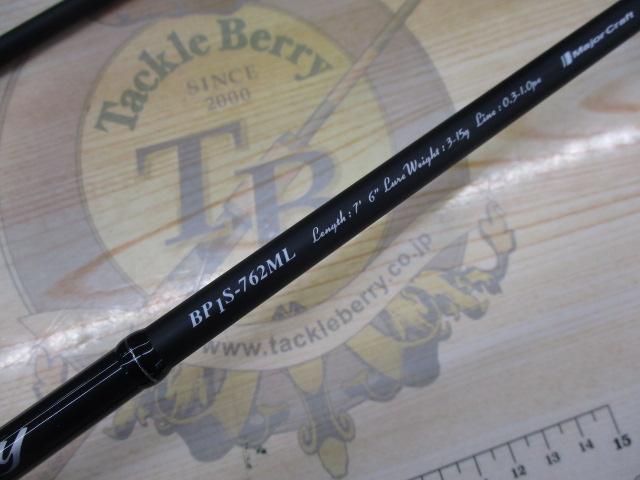 Tackle Berry
SINCE
2000
TB
www.tackleberry.co.jp
BP1S-762ML Length : 7' 6" Lure Weight : 3-15g Line : 0.3-1.0pe MajorCraft
y
11 12 13 14 15